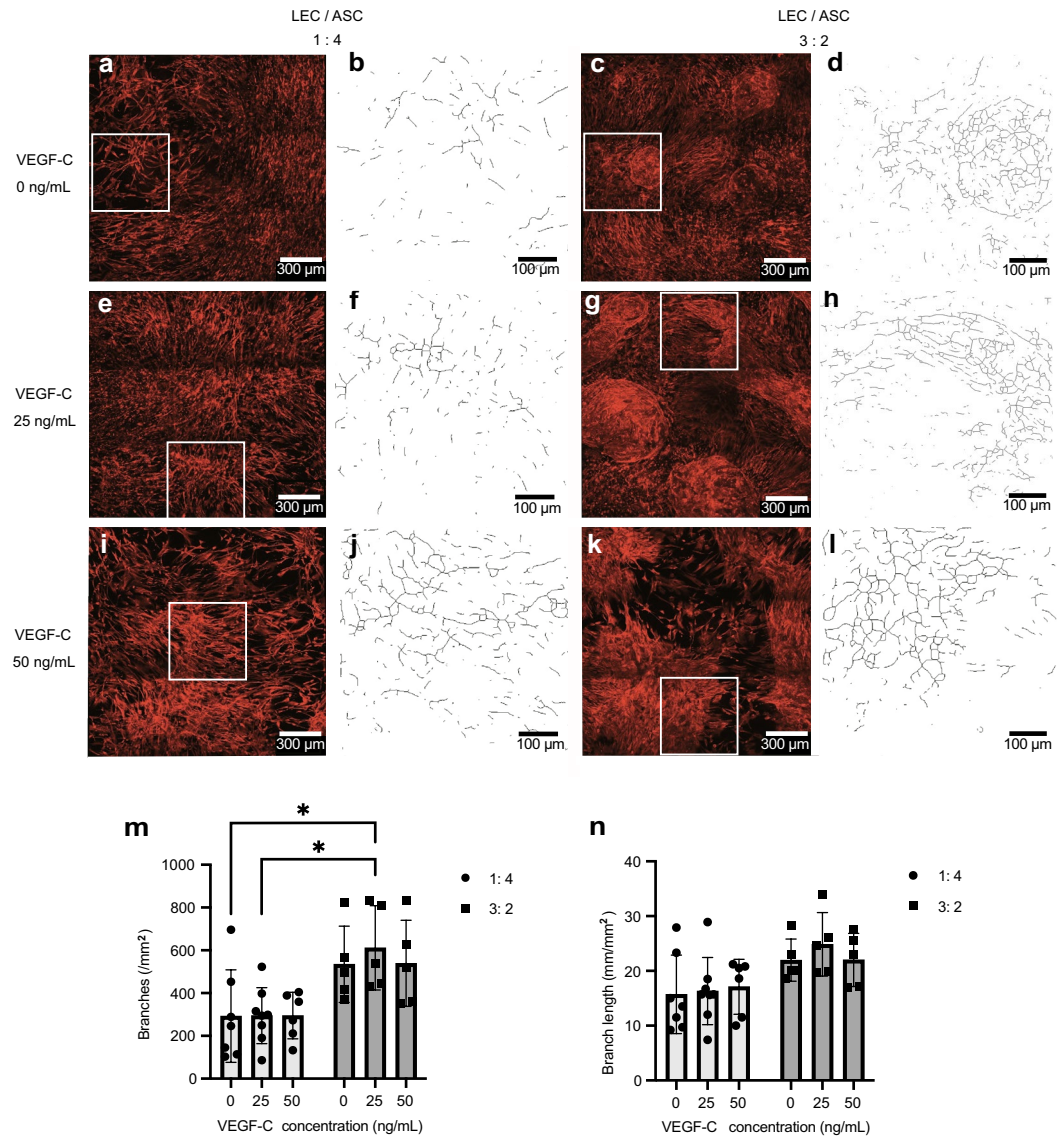 LEC / ASC
1 : 4
LEC / ASC
3 : 2
a
b
c
d
VEGF-C
0 ng/mL
300 µm
100 µm
300 µm
100 µm
e
f
g
h
VEGF-C
25 ng/mL
300 µm
100 µm
300 µm
100 µm
i
j
k
l
VEGF-C
50 ng/mL
300 µm
100 µm
300 µm
100 µm
m
*
*
Branches (/mm²)
1000
800
600
400
200
0
1: 4
3: 2
0 25 50 0 25 50
VEGF-C concentration (ng/mL)
n
Branch length (mm/mm²)
40
30
20
10
0
1: 4
3: 2
0 25 50 0 25 50
VEGF-C concentration (ng/mL)